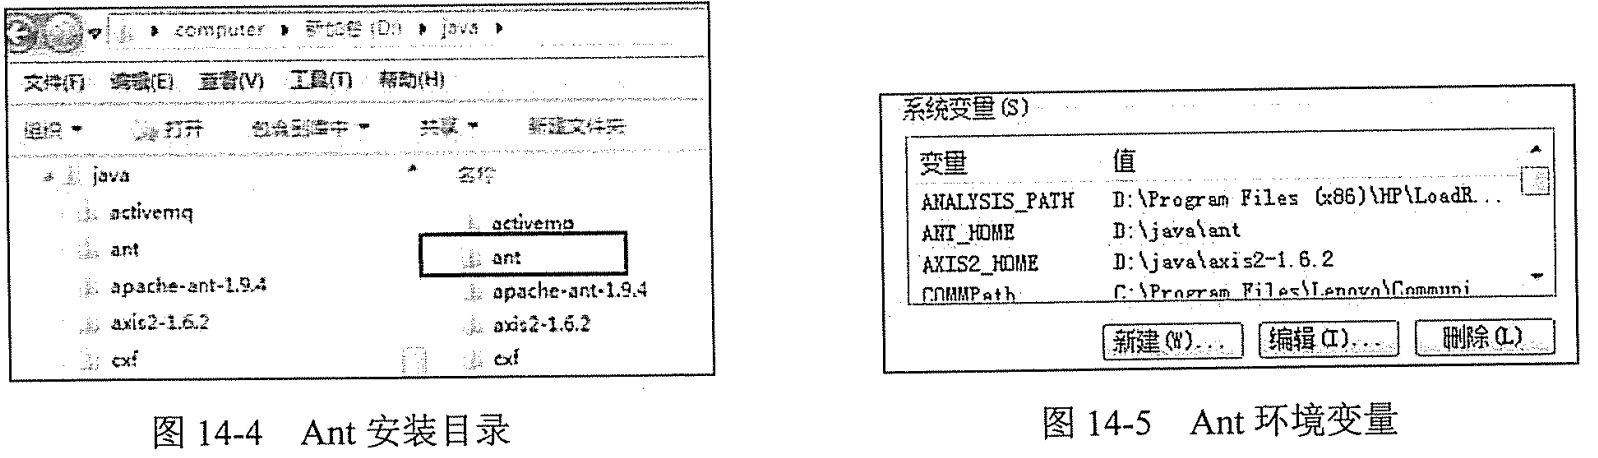 computer ▸ 新加卷 (D:) ▸ java ▸
文件(F) 编辑(E) 查看(V) 工具(T) 帮助(H)
组织 打开 包含到库中 共享 新建文件夹
java
activemq
ant
apache-ant-1.9.4
axis2-1.6.2
cxf
名称
activemq
ant
apache-ant-1.9.4
axis2-1.6.2
cxf
图 14-4 Ant 安装目录
系统变量(S)
变量 值
ANALYSIS_PATH D:\Program Files (x86)\HP\LoadR...
ANT_HOME D:\java\ant
AXIS2_HOME D:\java\axis2-1.6.2
COMMPath C:\Program Files\Lenovo\Communi
新建(W)... 编辑(I)... 删除(L)
图 14-5 Ant 环境变量